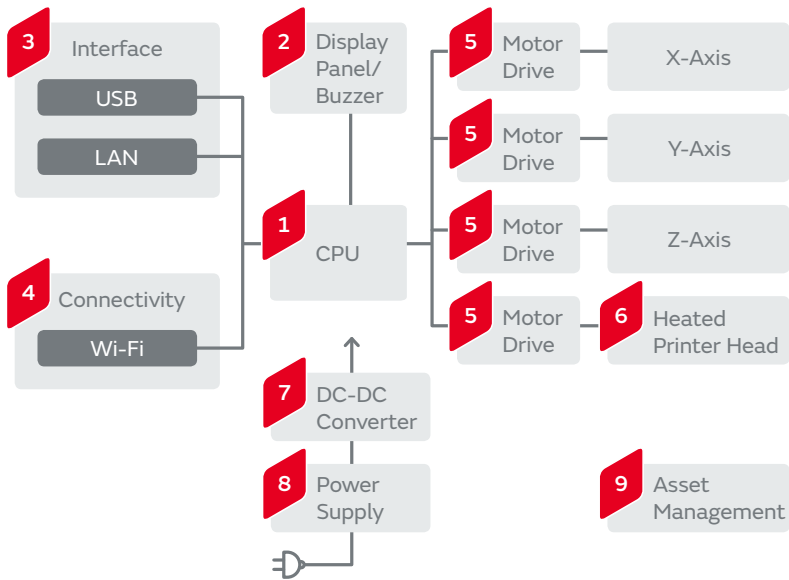 3
Interface
USB
LAN
4
Connectivity
Wi-Fi
2
Display
Panel/
Buzzer
1
CPU
7
DC-DC
Converter
8
Power
Supply
5
Motor
Drive
X-Axis
5
Motor
Drive
Y-Axis
5
Motor
Drive
Z-Axis
5
Motor
Drive
6
Heated
Printer Head
9
Asset
Management